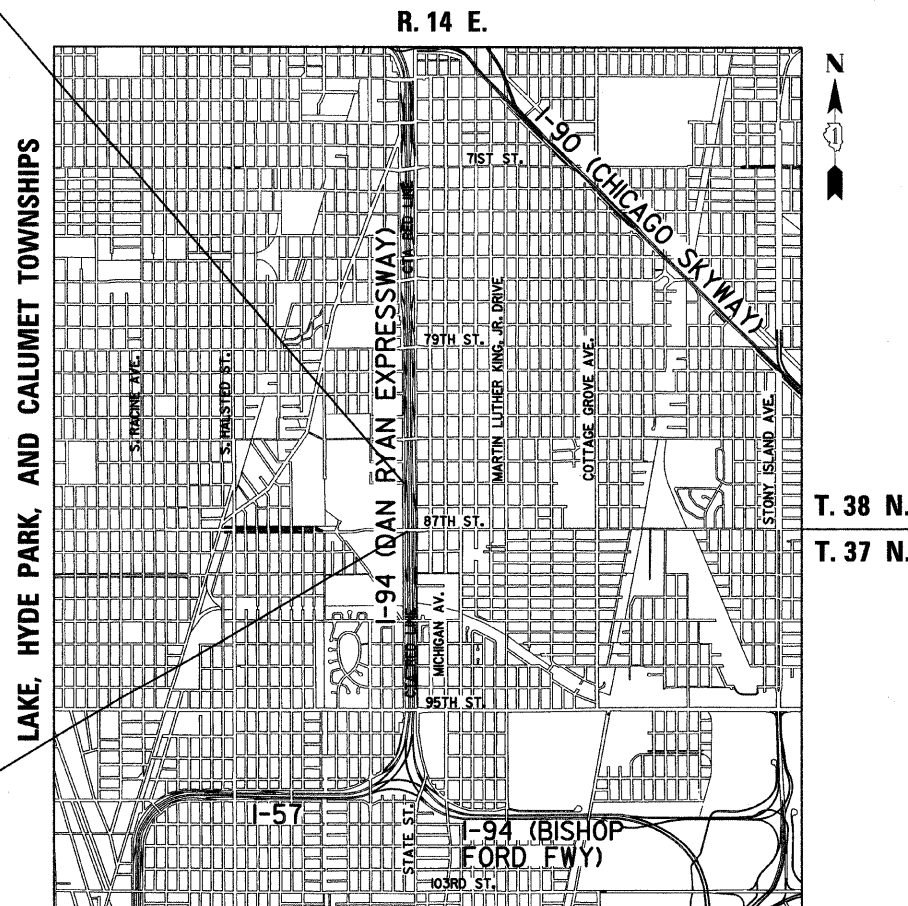 R. 14 E.
N
LAKE, HYDE PARK, AND CALUMET TOWNSHIPS
I-90 (CHICAGO SKYWAY)
71ST ST.
CTA RED LINE
I-94 (DAN RYAN EXPRESSWAY)
79TH ST.
MARTIN LUTHER KING, JR. DRIVE
COTTAGE GROVE AVE.
S. RACINE AVE.
S. HALSTED ST.
STONY ISLAND AVE.
87TH ST.
T. 38 N.
T. 37 N.
CTA RED LINE
MICHIGAN AV.
95TH ST.
I-57
STATE ST.
I-94 (BISHOP
FORD FWY)
103RD ST.